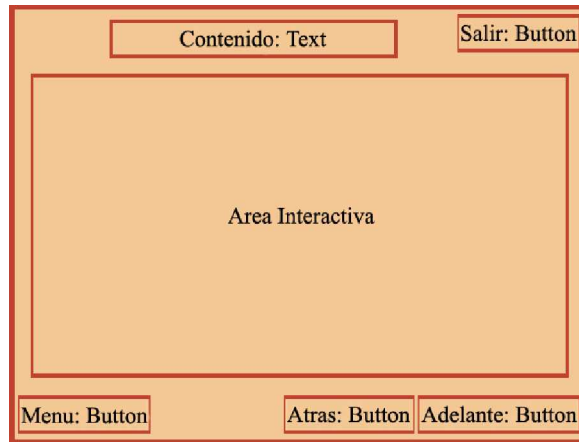 Contenido: Text
Salir: Button
Area Interactiva
Menu: Button
Atras: Button
Adelante: Button